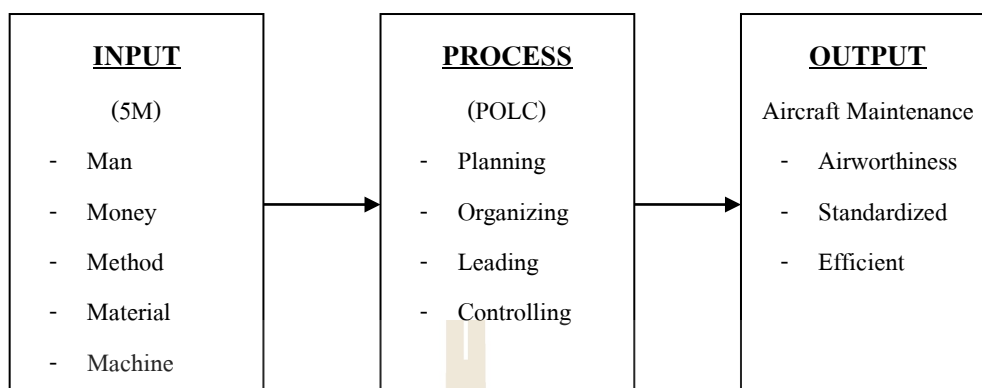 INPUT
(5M)
- Man
- Money
- Method
- Material
- Machine
PROCESS
(POLC)
- Planning
- Organizing
- Leading
- Controlling
OUTPUT
Aircraft Maintenance
- Airworthiness
- Standardized
- Efficient